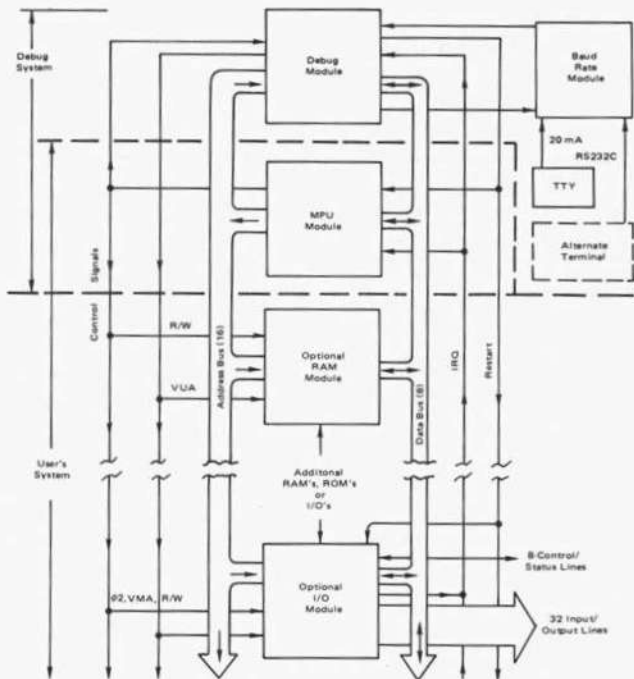 Debug
System
Debug
Module
Baud
Rate
Module
20 mA
RS232C
TTY
MPU
Module
Alternate
Terminal
Control Signals
R/W
Address Bus (16)
Optional
RAM
Module
VUA
Data Bus (8)
IRQ
Restart
User's
System
Additonal
RAM's, ROM's
or
I/O's
8-Control/
Status Lines
Optional
I/O
Module
φ2, VMA, R/W
32 Input/
Output Lines